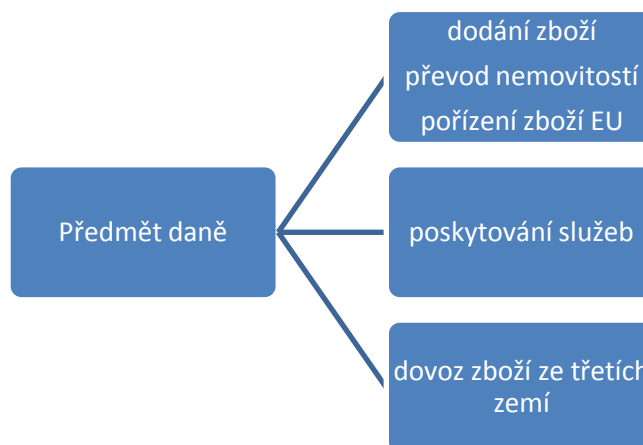 dodání zboží
převod nemovitostí
pořízení zboží EU
Předmět daně
poskytování služeb
dovoz zboží ze třetích
zemí